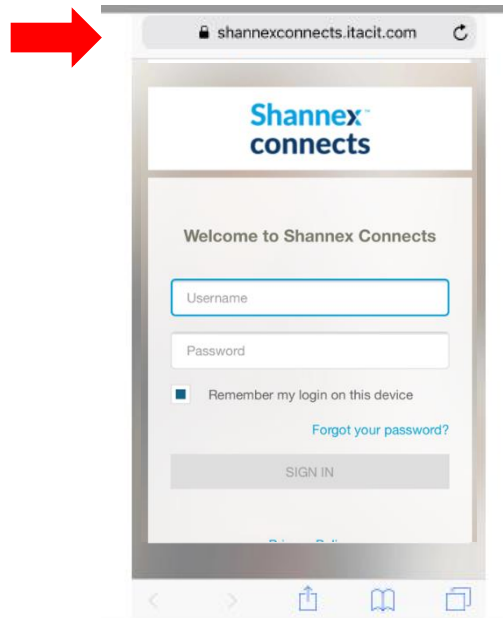 shannexconnects.itacit.com
Shannex™
connects
Welcome to Shannex Connects
Username
Password
Remember my login on this device
Forgot your password?
SIGN IN